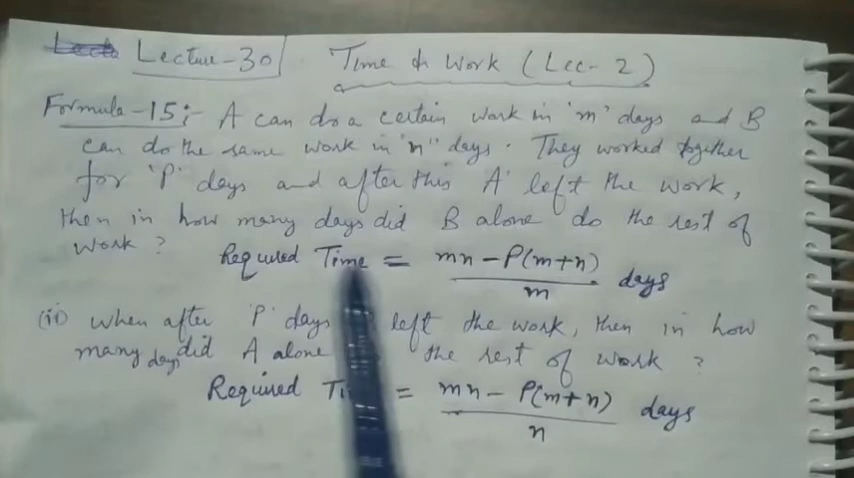 Lecture-30 Time & Work (Lec-2)
Formula-15:- A can do a certain work in 'm' days and B
can do the same work in "n" days. They worked together
for 'P' days and after this A left the work,
then in how many days did B alone do the rest of
work?
Required Time = mn - P(m+n) / m days
(ii) when after 'P' days left the work, then in how
many days did A alone the rest of work ?
Required = mn - P(m+n) / n days